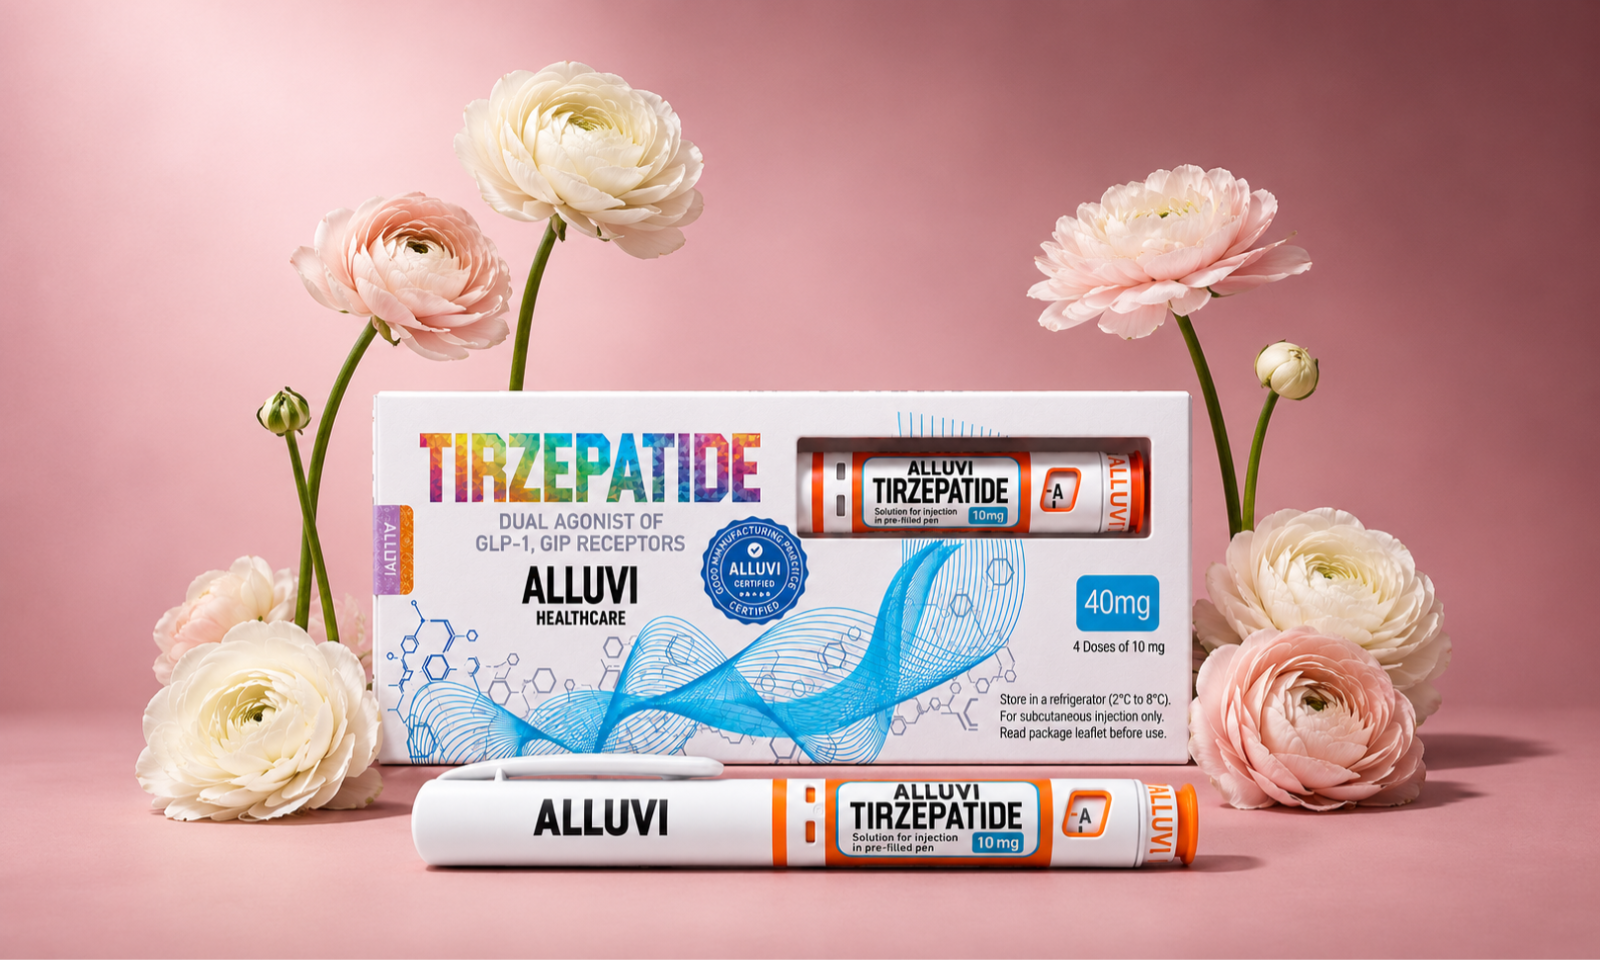 TIRZEPATIDE
DUAL AGONIST OF
GLP-1, GIP RECEPTORS
ALLUVI
HEALTHCARE
ALLUVI
GOOD MANUFACTURING PRACTICE
ALLUVI
CERTIFIED
CERTIFIED
ALLUVI
TIRZEPATIDE
Solution for injection
in pre-filled pen
10mg
-A
ALLUVI
40mg
4 Doses of 10 mg
Store in a refrigerator (2°C to 8°C).
For subcutaneous injection only.
Read package leaflet before use.
ALLUVI
ALLUVI
TIRZEPATIDE
Solution for injection
in pre-filled pen
10 mg
-A
ALLUVI